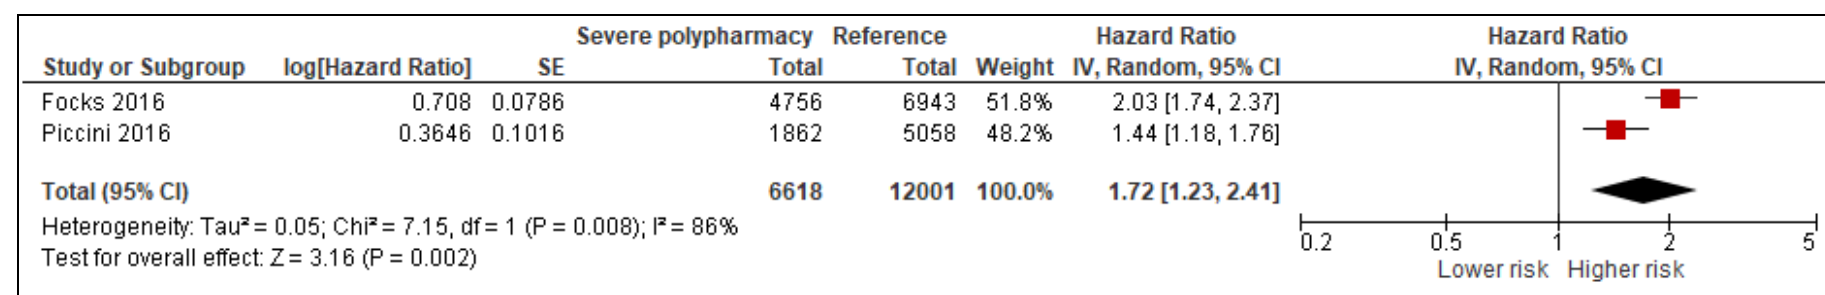 Severe polypharmacy Reference Hazard Ratio Hazard Ratio
Study or Subgroup log[Hazard Ratio] SE Total Total Weight IV, Random, 95% CI IV, Random, 95% CI
Focks 2016 0.708 0.0786 4756 6943 51.8% 2.03 [1.74, 2.37]
Piccini 2016 0.3646 0.1016 1862 5058 48.2% 1.44 [1.18, 1.76]
Total (95% CI) 6618 12001 100.0% 1.72 [1.23, 2.41]
Heterogeneity: Tau² = 0.05; Chi² = 7.15, df = 1 (P = 0.008); I² = 86%
Test for overall effect: Z = 3.16 (P = 0.002)
0.2 0.5 1 2 5
Lower risk Higher risk